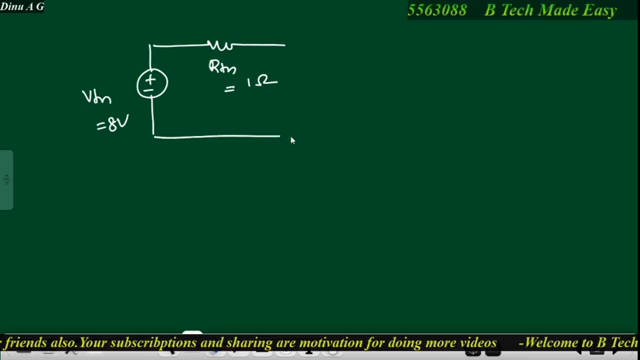 Dinu A G
5563088 B Tech Made Easy
Rth
= 1Ω
Vth
= 8V
r friends also.Your subscribptions and sharing are motivation for doing more videos -Welcome to B Tech